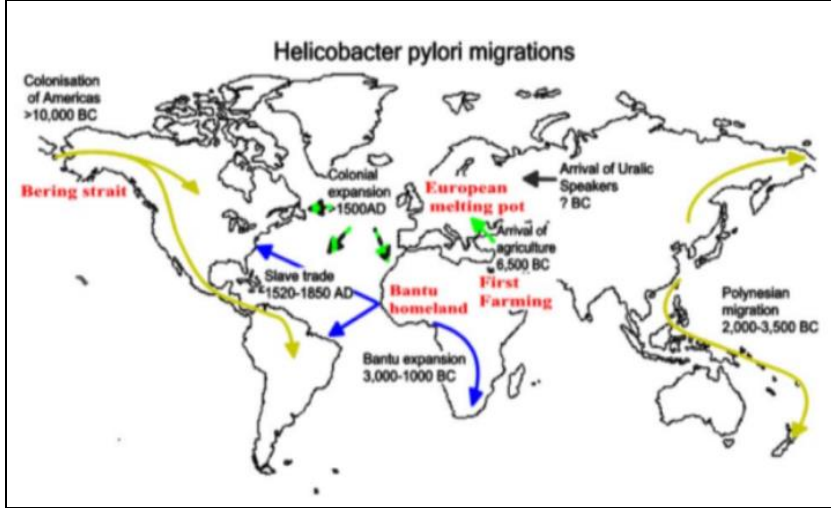 Helicobacter pylori migrations
Colonisation
of Americas
>10,000 BC
Bering strait
Colonial
expansion
>1500AD
European
melting pot
Arrival of Uralic
Speakers
? BC
Arrival of
agriculture
6,500 BC
First
Farming
Slave trade
1520-1850 AD
Bantu
homeland
Bantu expansion
3,000-1000 BC
Polynesian
migration
2,000-3,500 BC